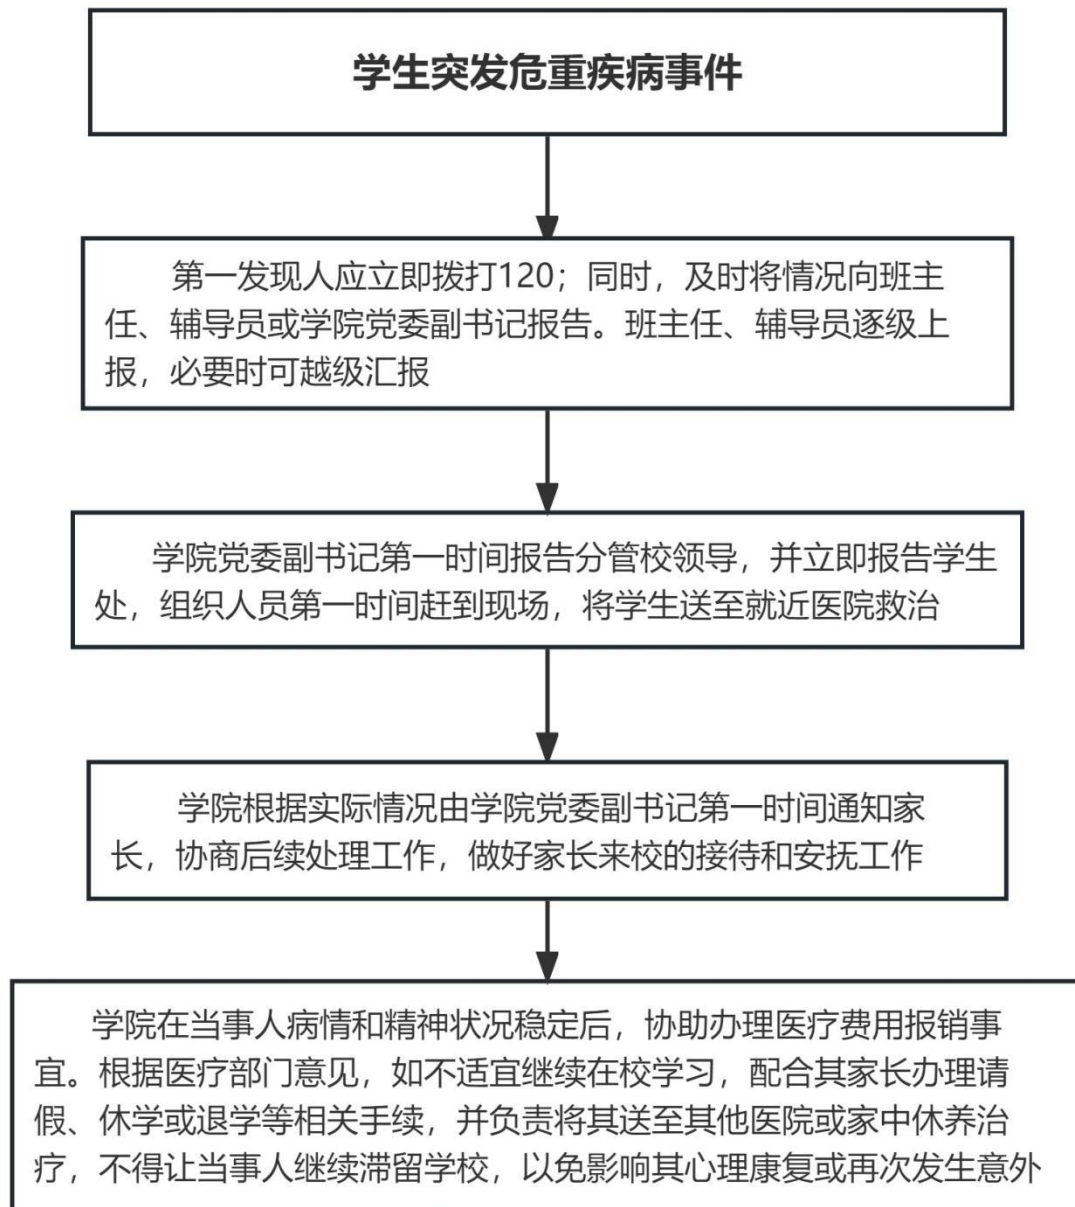 学生突发危重疾病事件
第一发现人应立即拨打120；同时，及时将情况向班主
任、辅导员或学院党委副书记报告。班主任、辅导员逐级上
报，必要时可越级汇报
学院党委副书记第一时间报告分管校领导，并立即报告学生
处，组织人员第一时间赶到现场，将学生送至就近医院救治
学院根据实际情况由学院党委副书记第一时间通知家
长，协商后续处理工作，做好家长来校的接待和安抚工作
学院在当事人病情和精神状况稳定后，协助办理医疗费用报销事
宜。根据医疗部门意见，如不适宜继续在校学习，配合其家长办理请
假、休学或退学等相关手续，并负责将其送至其他医院或家中休养治
疗，不得让当事人继续滞留学校，以免影响其心理康复或再次发生意外